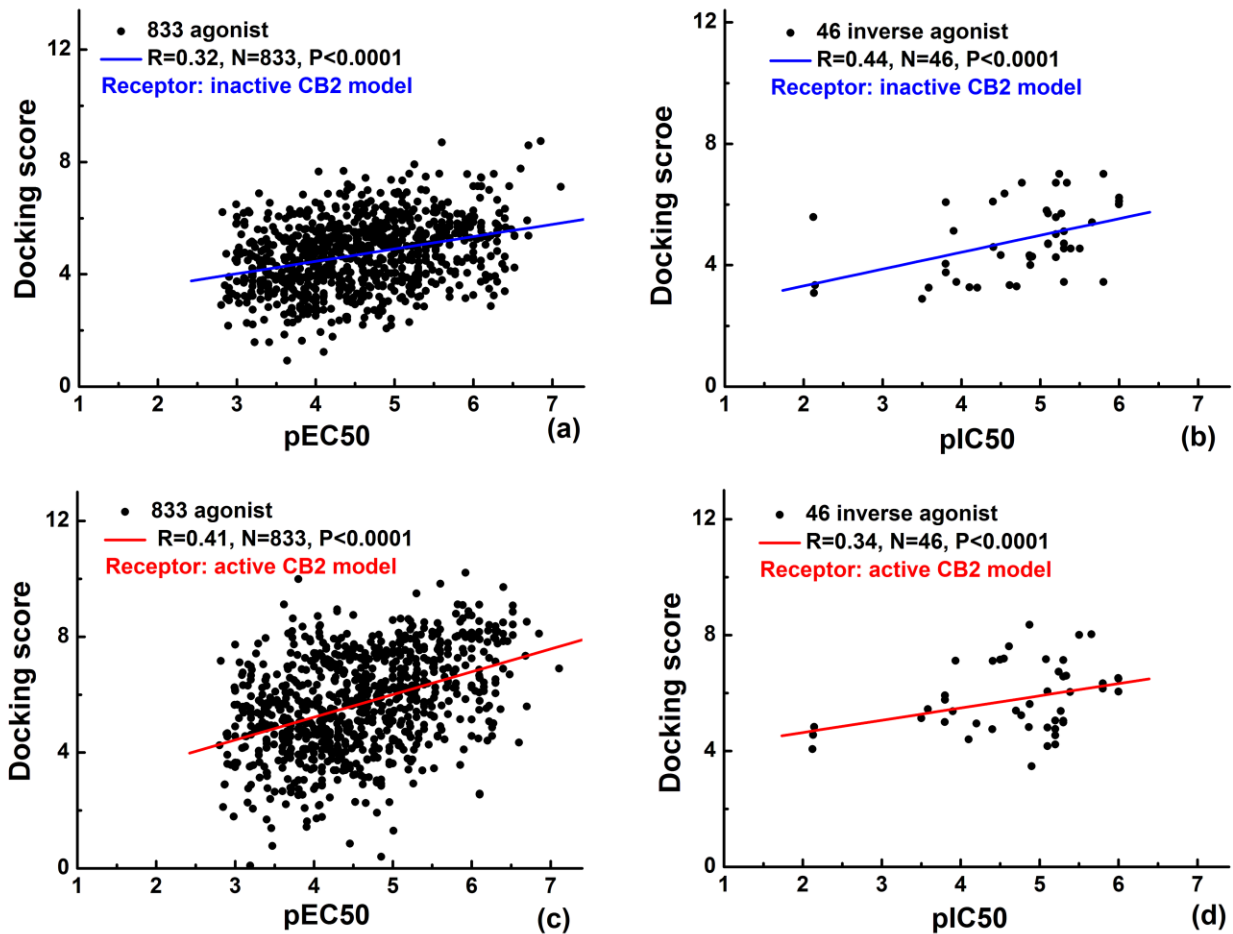 833 agonist
R=0.32, N=833, P<0.0001
Receptor: inactive CB2 model
Docking score
12
8
4
0
1 2 3 4 5 6 7
pEC50
(a)
46 inverse agonist
R=0.44, N=46, P<0.0001
Receptor: inactive CB2 model
Docking scroe
12
8
4
0
1 2 3 4 5 6 7
pIC50
(b)
833 agonist
R=0.41, N=833, P<0.0001
Receptor: active CB2 model
Docking score
12
8
4
0
1 2 3 4 5 6 7
pEC50
(c)
46 inverse agonist
R=0.34, N=46, P<0.0001
Receptor: active CB2 model
Docking score
12
8
4
0
1 2 3 4 5 6 7
pIC50
(d)